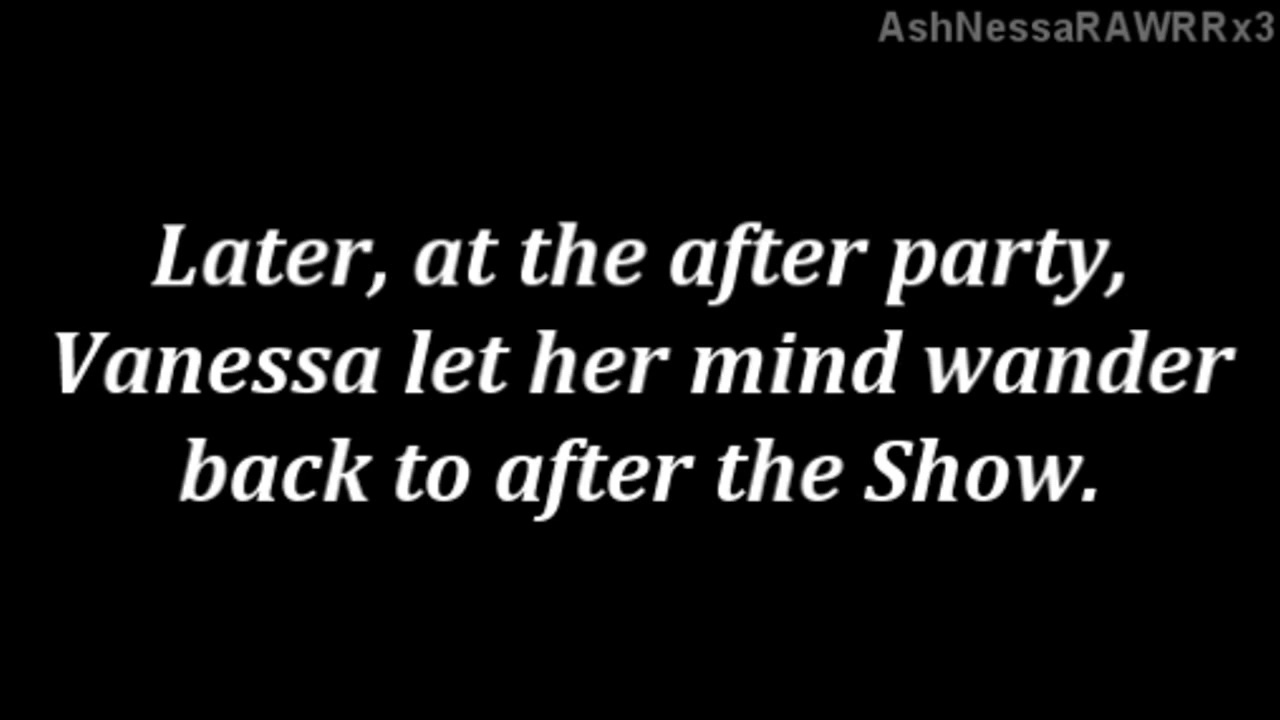 AshNessaRAWRRx3
Later, at the after party,
Vanessa let her mind wander
back to after the Show.